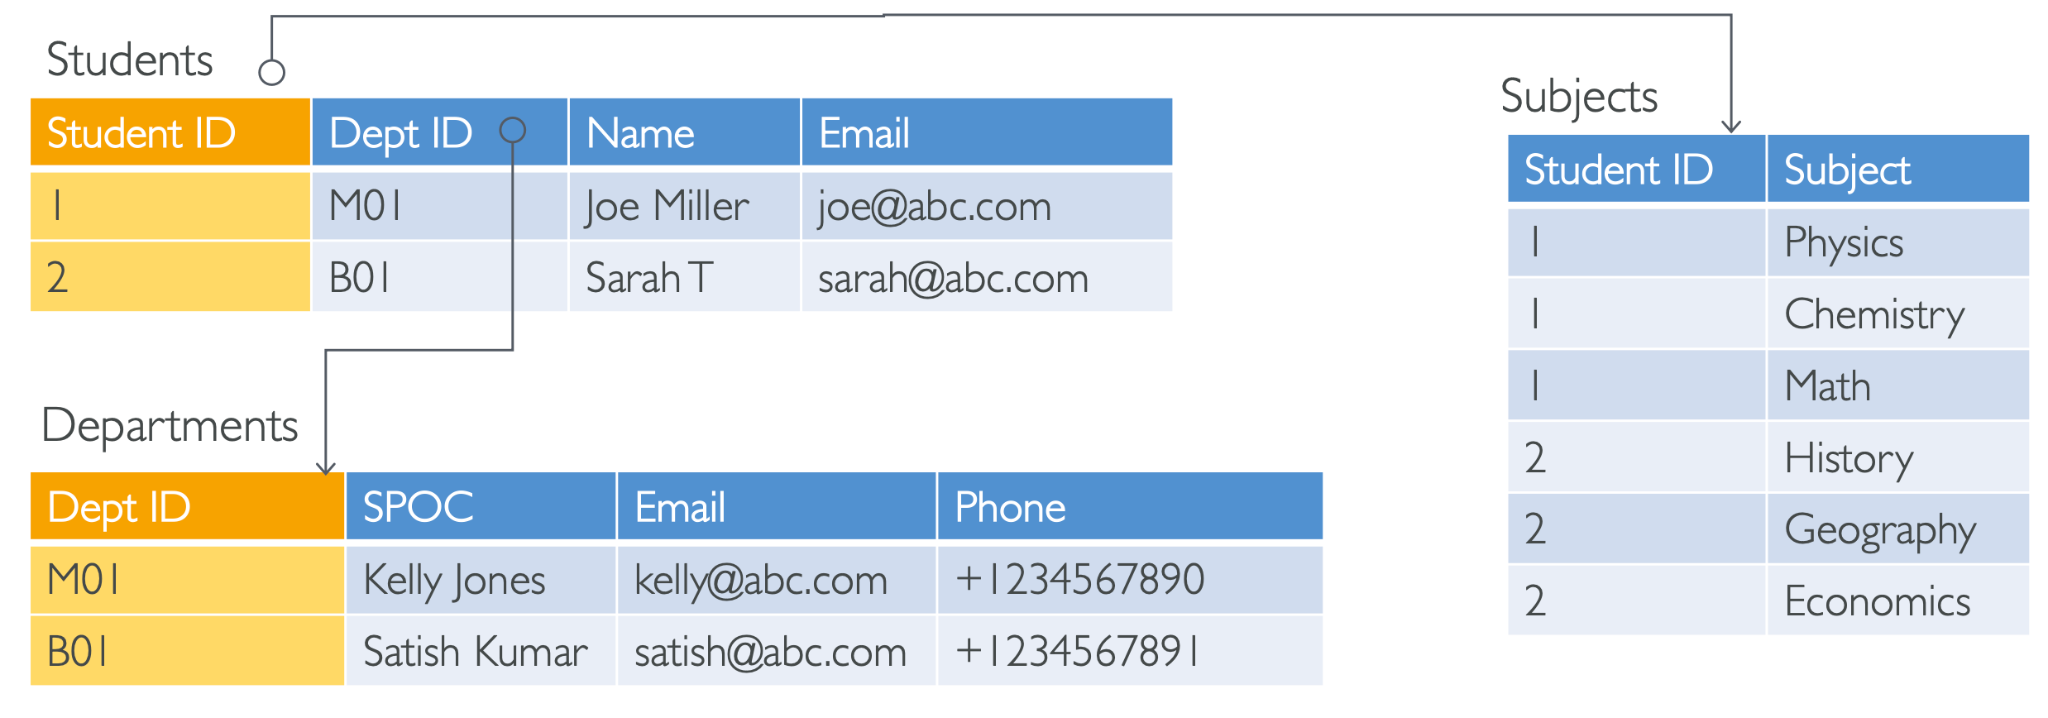 Students
Student ID Dept ID Name Email
1 M01 Joe Miller joe@abc.com
2 B01 Sarah T sarah@abc.com
Departments
Dept ID SPOC Email Phone
M01 Kelly Jones kelly@abc.com +1234567890
B01 Satish Kumar satish@abc.com +1234567891
Subjects
Student ID Subject
1 Physics
1 Chemistry
1 Math
2 History
2 Geography
2 Economics